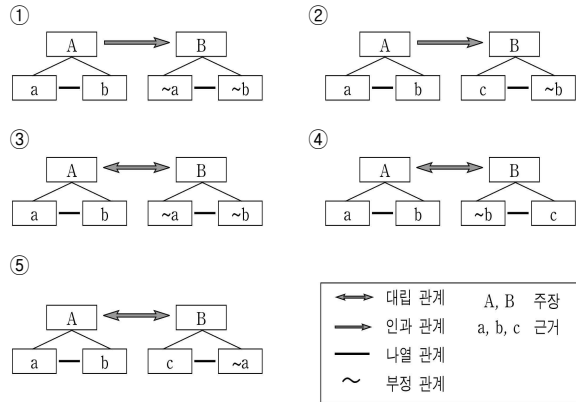 ① ②
A B A B
a b ~a ~b a b c ~b
③ ④
A B A B
a b ~a ~b a b ~b c
⑤
A B
a b c ~a
대립 관계 A, B 주장
인과 관계 a, b, c 근거
나열 관계
~ 부정 관계